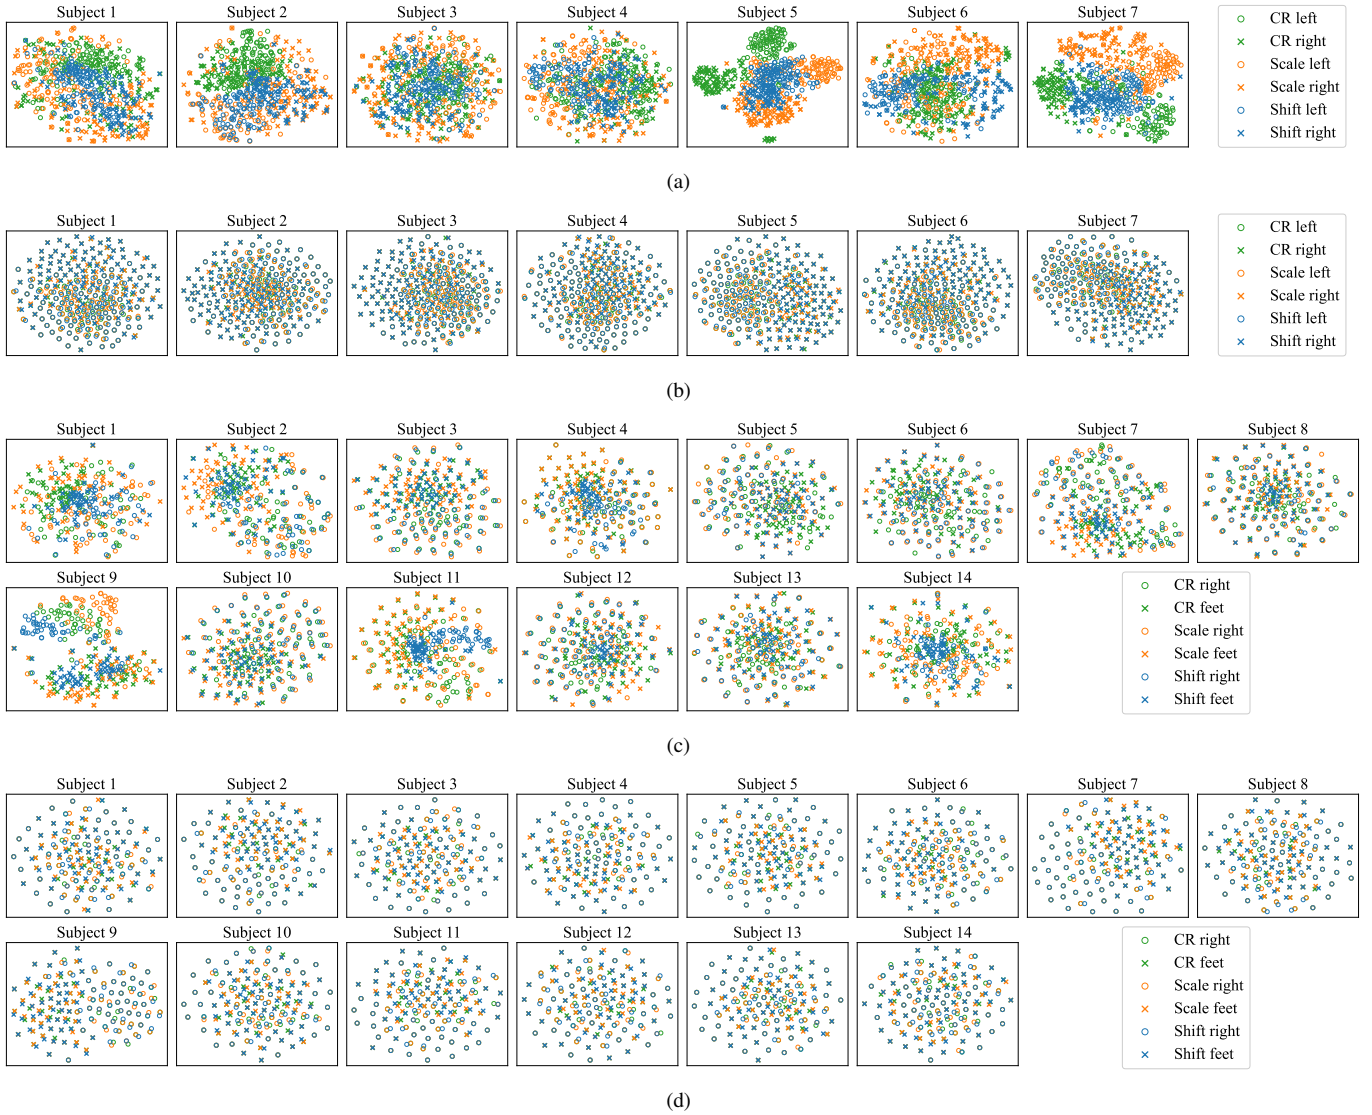 Subject 1
Subject 2
Subject 3
Subject 4
Subject 5
Subject 6
Subject 7
CR left
CR right
Scale left
Scale right
Shift left
Shift right
(a)
Subject 1
Subject 2
Subject 3
Subject 4
Subject 5
Subject 6
Subject 7
CR left
CR right
Scale left
Scale right
Shift left
Shift right
(b)
Subject 1
Subject 2
Subject 3
Subject 4
Subject 5
Subject 6
Subject 7
Subject 8
Subject 9
Subject 10
Subject 11
Subject 12
Subject 13
Subject 14
CR right
CR feet
Scale right
Scale feet
Shift right
Shift feet
(c)
Subject 1
Subject 2
Subject 3
Subject 4
Subject 5
Subject 6
Subject 7
Subject 8
Subject 9
Subject 10
Subject 11
Subject 12
Subject 13
Subject 14
CR right
CR feet
Scale right
Scale feet
Shift right
Shift feet
(d)